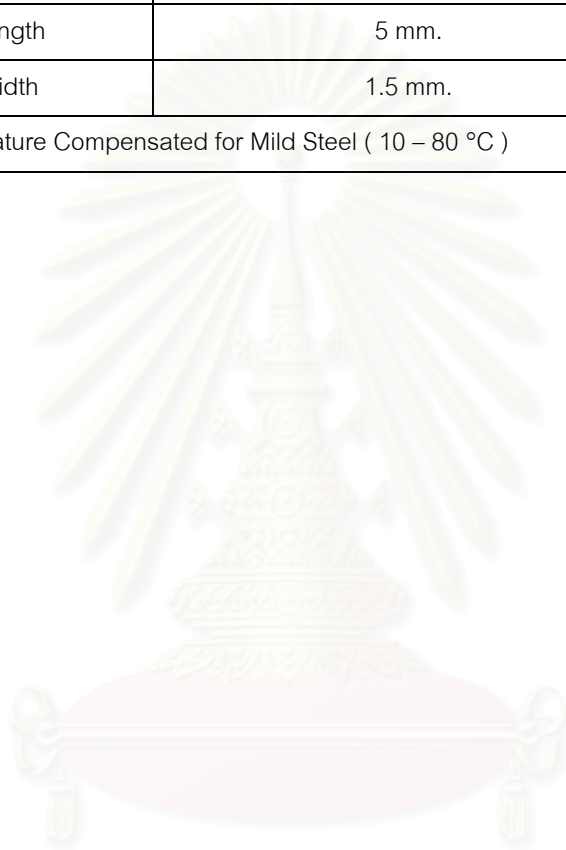 ngth 5 mm.
idth 1.5 mm.
ature Compensated for Mild Steel ( 10 – 80 °C )